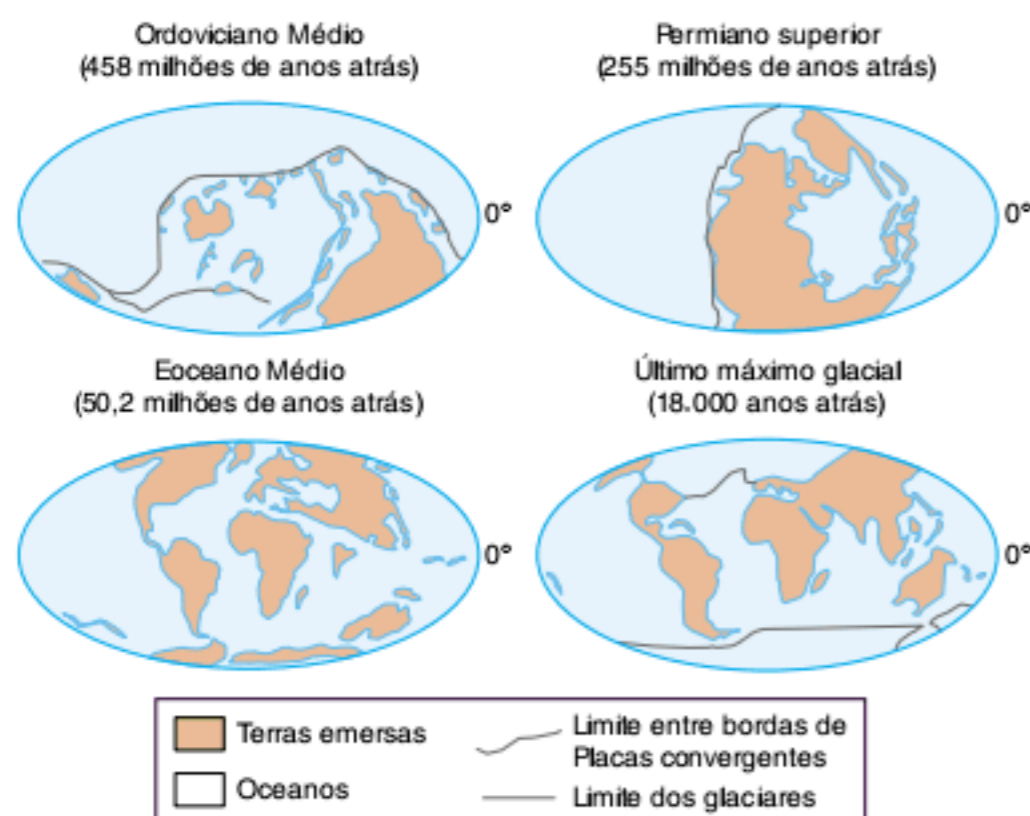 Ordoviciano Médio
(458 milhões de anos atrás)
Permiano superior
(255 milhões de anos atrás)
0°
0°
Eoceano Médio
(50,2 milhões de anos atrás)
Último máximo glacial
(18.000 anos atrás)
0°
0°
Terras emersas
Oceanos
Limite entre bordas de
Placas convergentes
Limite dos glaciares